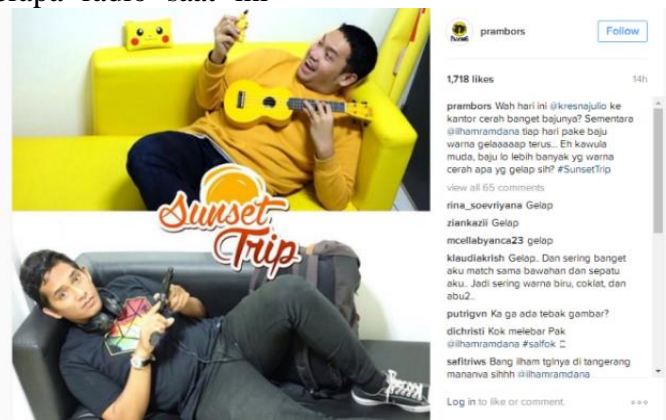 elapa radio saat ini
prambors
Follow
1,718 likes
14h
prambors Wah hari ini @kresnajulio ke
kantor cerah banget bajunya? Sementara
@ilhamramdana tiap hari pake baju
warna gelaaaaap terus... Eh kawula
muda, baju lo lebih banyak yg warna
cerah apa yg gelap sih? #SunsetTrip
view all 65 comments
rina_soevriyana Gelap
ziankazii Gelap
mcellabyanca23 gelap
klaudiakrish Gelap.. Dan sering banget
aku match sama bawahan dan sepatu
aku.. Jadi sering warna biru, coklat, dan
abu2..
putrigvn Ka ga ada tebak gambar?
dichristi Kok melebar Pak
@ilhamramdana #salfok
safitriws Bang ilham tglnya di tangerang
mananya sihhh @ilhamramdana
Log in to like or comment.
Sunset
Trip